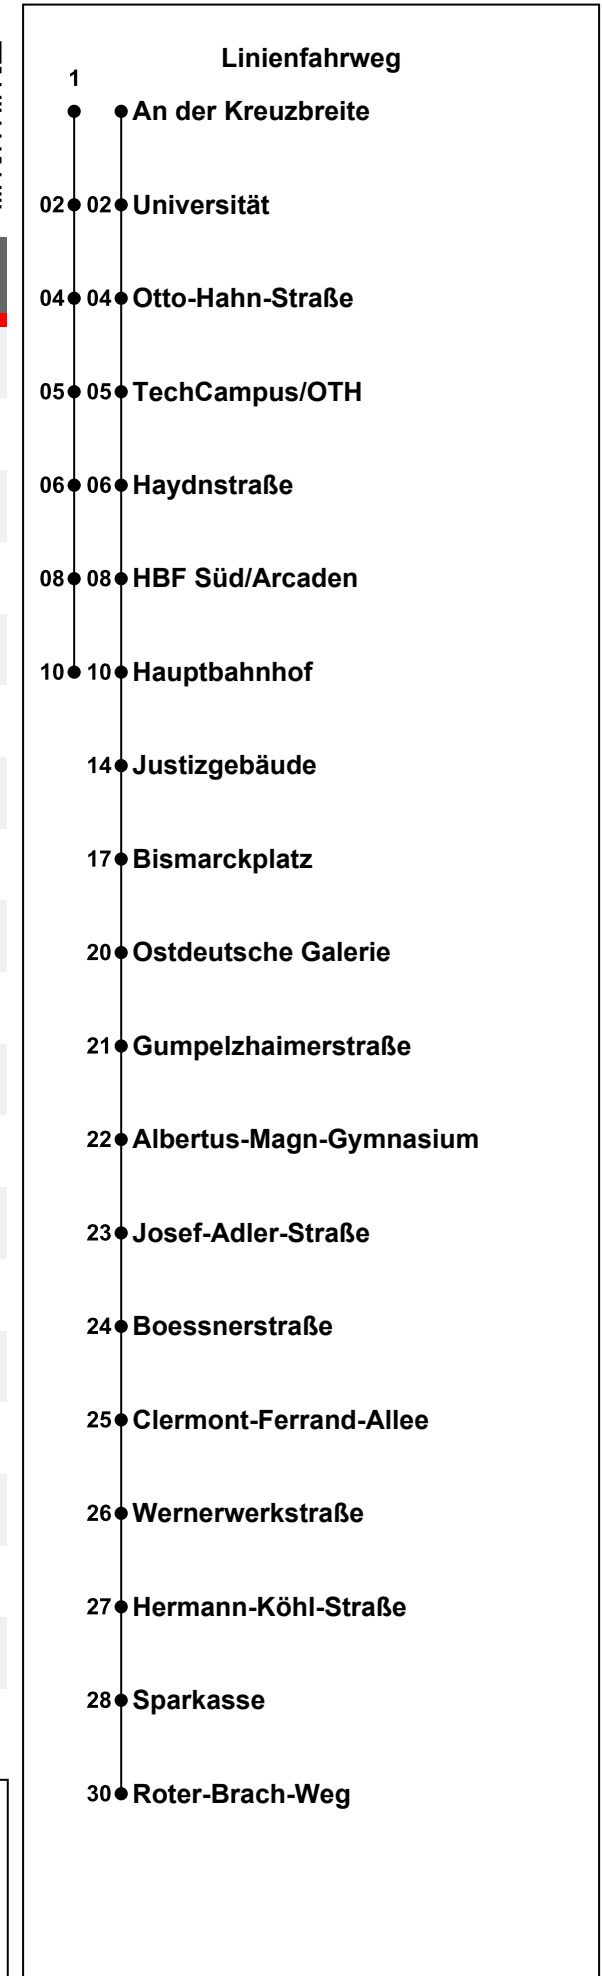 Linienfahrweg
1
An der Kreuzbreite
02 02 Universität
04 04 Otto-Hahn-Straße
05 05 TechCampus/OTH
06 06 Haydnstraße
08 08 HBF Süd/Arcaden
10 10 Hauptbahnhof
14 Justizgebäude
17 Bismarckplatz
20 Ostdeutsche Galerie
21 Gumpelzhaimerstraße
22 Albertus-Magn-Gymnasium
23 Josef-Adler-Straße
24 Boessnerstraße
25 Clermont-Ferrand-Allee
26 Wernerwerkstraße
27 Hermann-Köhl-Straße
28 Sparkasse
30 Roter-Brach-Weg